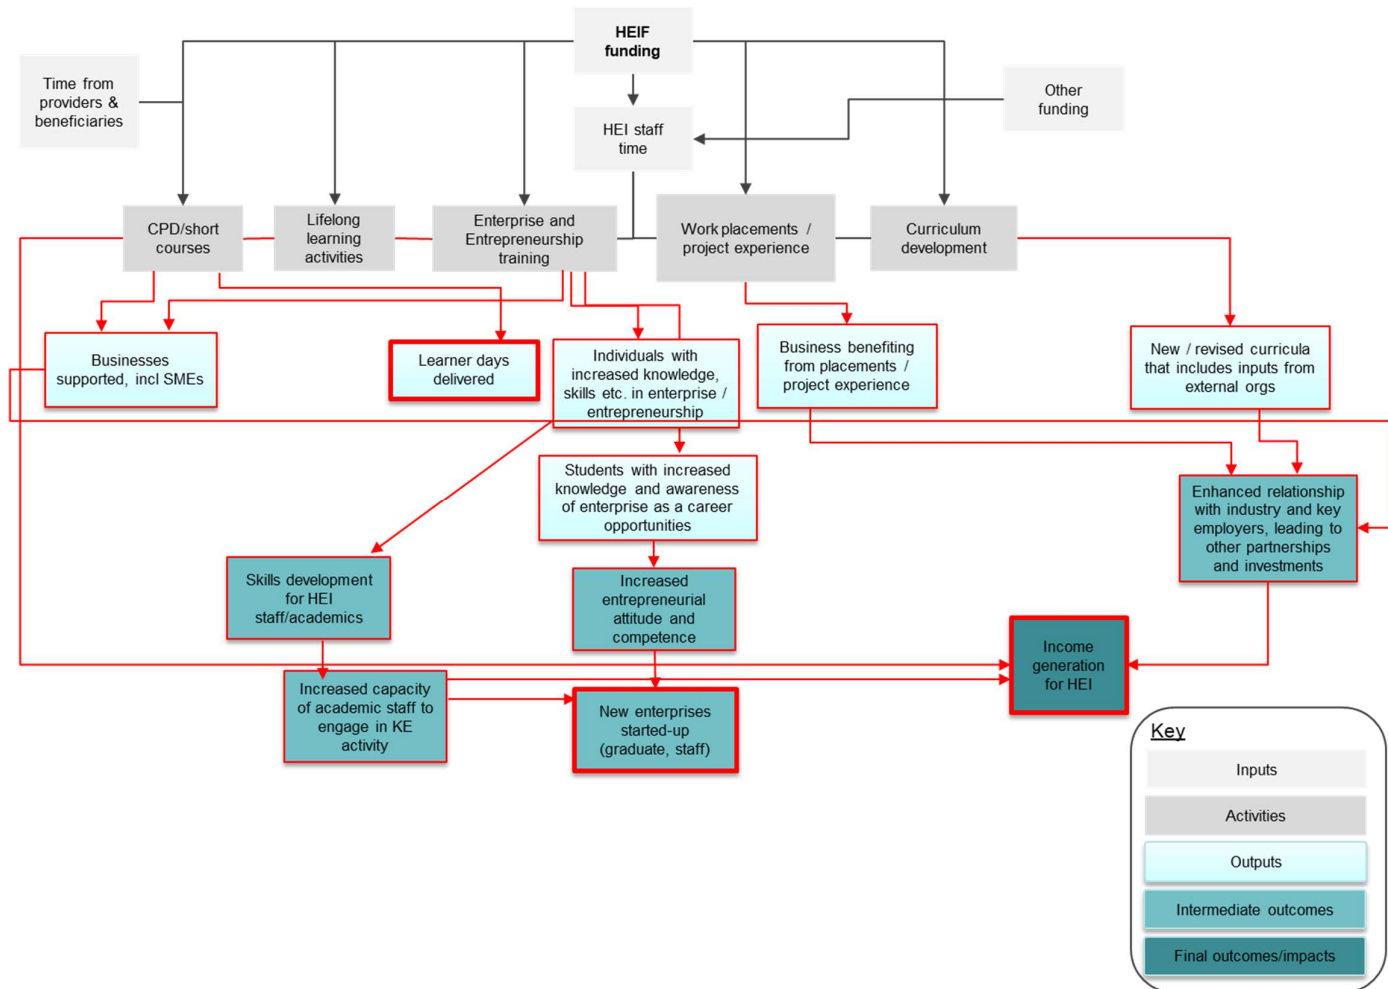 HEIF
funding
Time from
providers &
beneficiaries
Other
funding
HEI staff
time
CPD/short
courses
Lifelong
learning
activities
Enterprise and
Entrepreneurship
training
Work placements /
project experience
Curriculum
development
Businesses
supported, incl SMEs
Learner days
delivered
Individuals with
increased knowledge,
skills etc. in enterprise /
entrepreneurship
Business benefiting
from placements /
project experience
New / revised curricula
that includes inputs from
external orgs
Students with increased
knowledge and awareness
of enterprise as a career
opportunities
Enhanced relationship
with industry and key
employers, leading to
other partnerships
and investments
Skills development
for HEI
staff/academics
Increased
entrepreneurial
attitude and
competence
Income
generation
for HEI
Increased capacity
of academic staff to
engage in KE
activity
New enterprises
started-up
(graduate, staff)
Key
Inputs
Activities
Outputs
Intermediate outcomes
Final outcomes/impacts